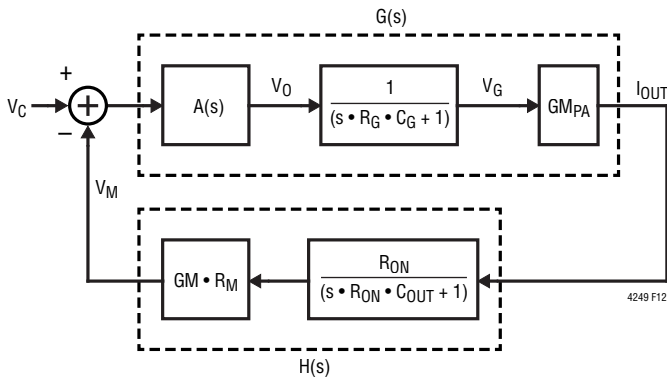 G(s)
+
V_C
+
−
A(s)
V_O
1
(s • R_G • C_G + 1)
V_G
GM_PA
I_OUT
V_M
GM • R_M
R_ON
(s • R_ON • C_OUT + 1)
4249 F12
H(s)